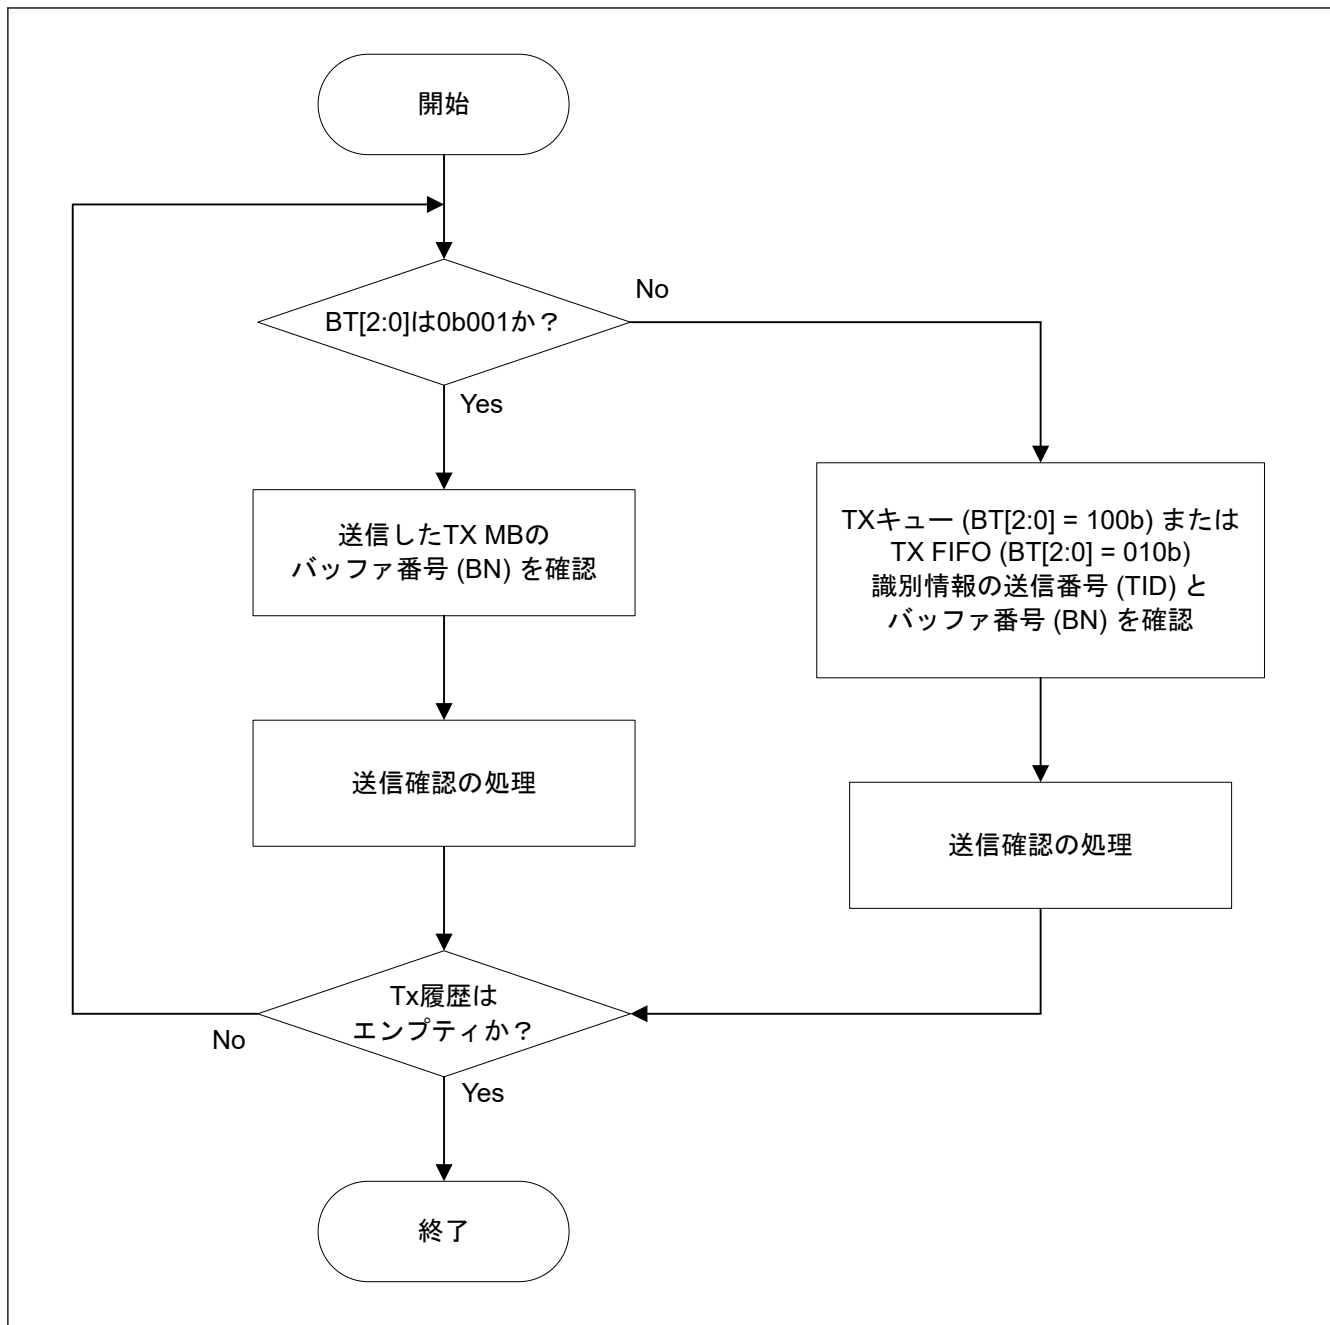 開始
BT[2:0]は0b001か？
No
Yes
送信したTX MBの
バッファ番号 (BN) を確認
TXキュー (BT[2:0] = 100b) または
TX FIFO (BT[2:0] = 010b)
識別情報の送信番号 (TID) と
バッファ番号 (BN) を確認
送信確認の処理
送信確認の処理
Tx履歴は
エンプティか？
No
Yes
終了